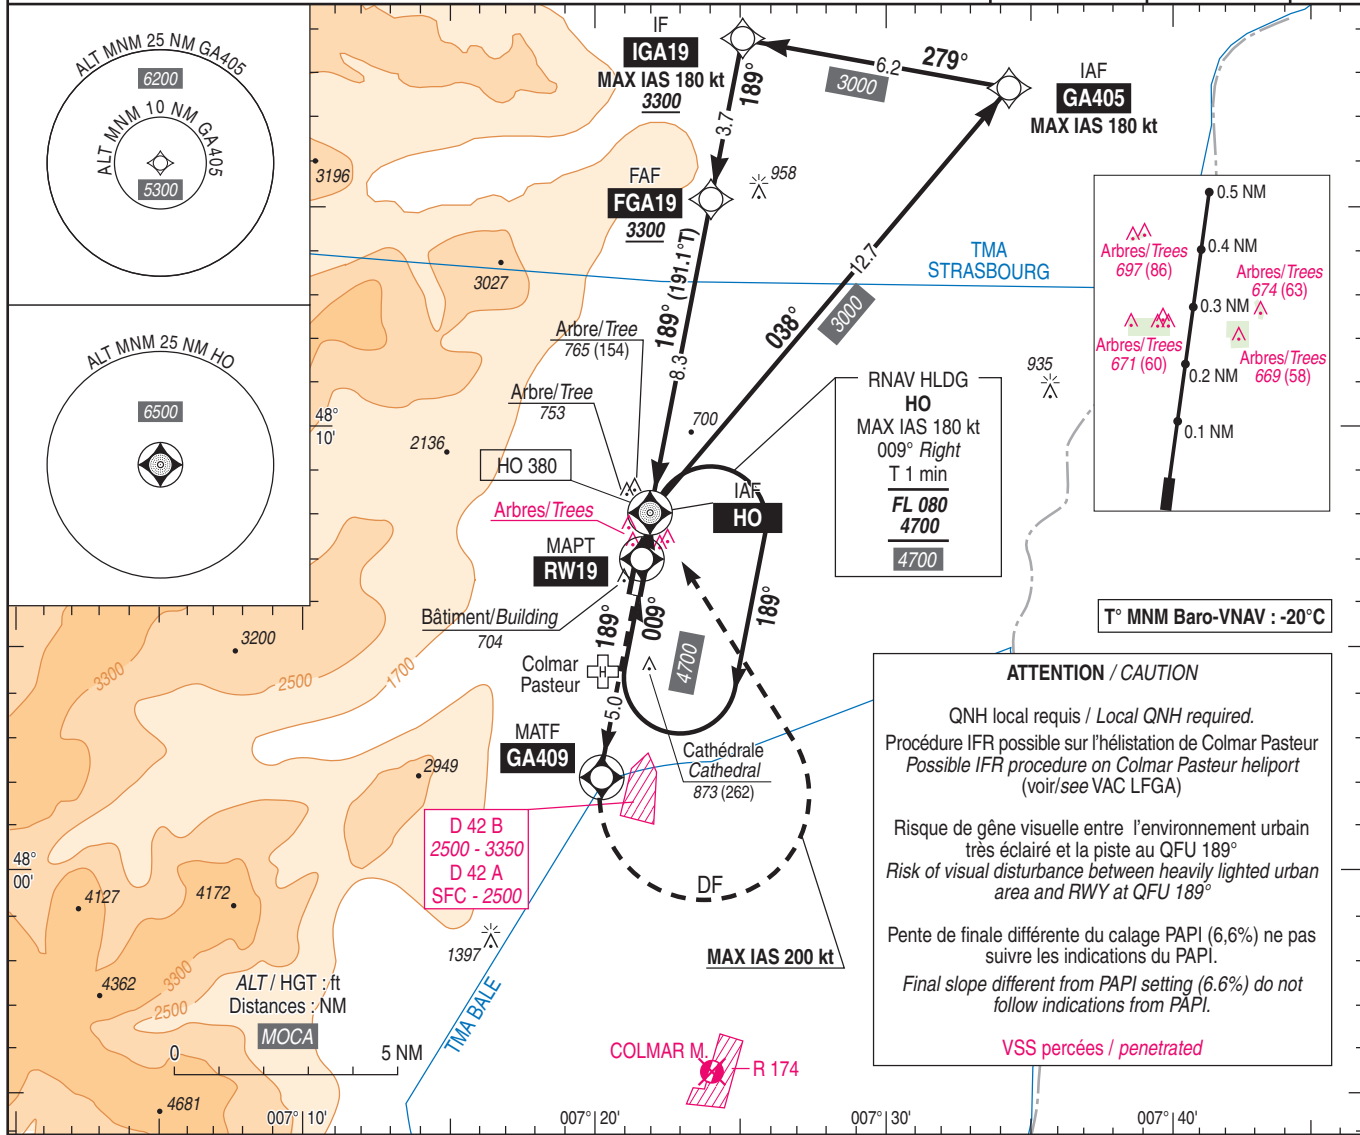 ALT MNM 25 NM GA405
6200
ALT MNM 10 NM GA405
5300
ALT MNM 25 NM HO
6500
IF
IGA19
MAX IAS 180 kt
3300
189°
3.7
6.2
279°
3000
IAF
GA405
MAX IAS 180 kt
3196
FAF
FGA19
3300
958
3027
189° (191.1°T)
8.3
12.7
038°
3000
TMA
STRASBOURG
0.5 NM
0.4 NM
0.3 NM
0.2 NM
0.1 NM
Arbres/Trees
697 (86)
Arbres/Trees
674 (63)
Arbres/Trees
671 (60)
Arbres/Trees
669 (58)
Arbre/Tree
765 (154)
Arbre/Tree
753
935
700
48°
10'
2136
HO 380
Arbres/Trees
IAF
HO
RNAV HLDG
HO
MAX IAS 180 kt
009° Right
T 1 min
FL 080
4700
4700
MAPT
RW19
Bâtiment/Building
704
189°
009°
189°
4700
5.0
Colmar
Pasteur
H
MATF
GA409
Cathédrale
Cathedral
873 (262)
3200
3300
2500
1700
2949
T° MNM Baro-VNAV : -20°C
ATTENTION / CAUTION
QNH local requis / Local QNH required.
Procédure IFR possible sur l'hélistation de Colmar Pasteur
Possible IFR procedure on Colmar Pasteur heliport
(voir/see VAC LFGA)
Risque de gêne visuelle entre l'environnement urbain
très éclairé et la piste au QFU 189°
Risk of visual disturbance between heavily lighted urban
area and RWY at QFU 189°
Pente de finale différente du calage PAPI (6,6%) ne pas
suivre les indications du PAPI.
Final slope different from PAPI setting (6.6%) do not
follow indications from PAPI.
VSS percées / penetrated
D 42 B
2500 - 3350
D 42 A
SFC - 2500
48°
00'
4127
4172
DF
MAX IAS 200 kt
1397
4362
3300
2500
ALT / HGT : ft
Distances : NM
MOCA
0
5 NM
TMA BALE
COLMAR M.
R 174
4681
007° 10'
007° 20'
007° 30'
007° 40'